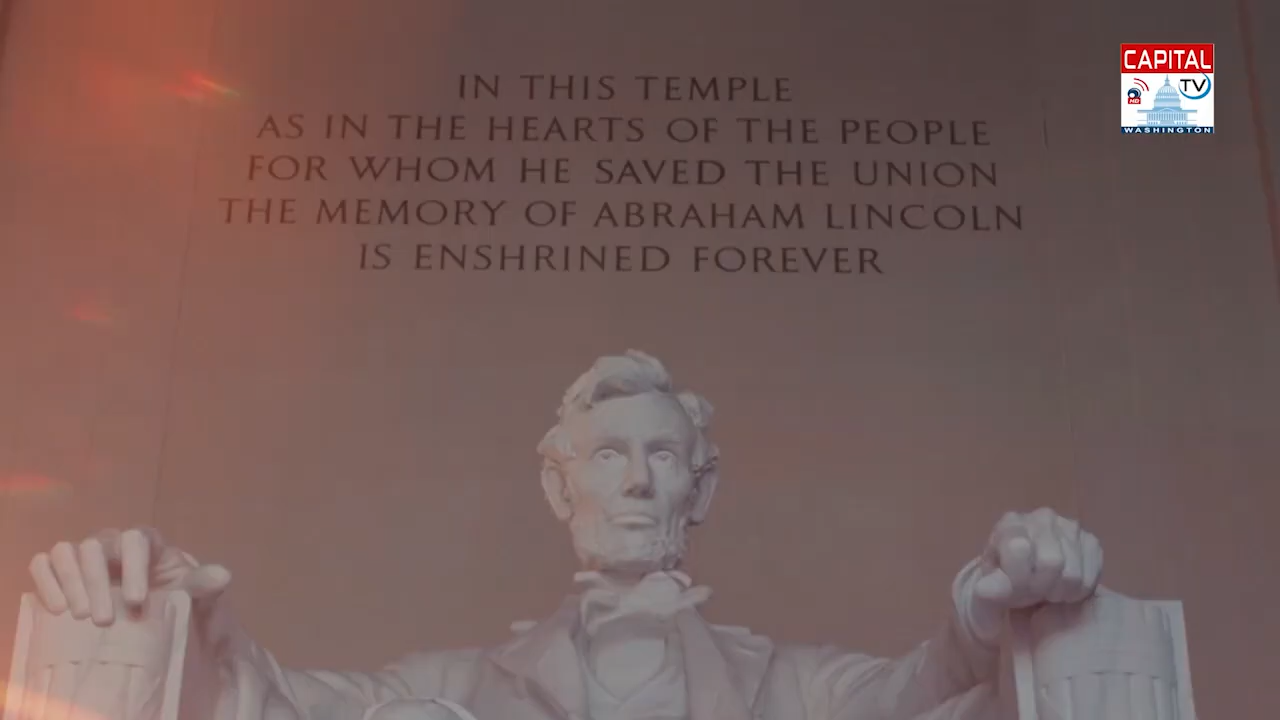 IN THIS TEMPLE
AS IN THE HEARTS OF THE PEOPLE
FOR WHOM HE SAVED THE UNION
THE MEMORY OF ABRAHAM LINCOLN
IS ENSHRINED FOREVER
CAPITAL
TV
HD
WASHINGTON